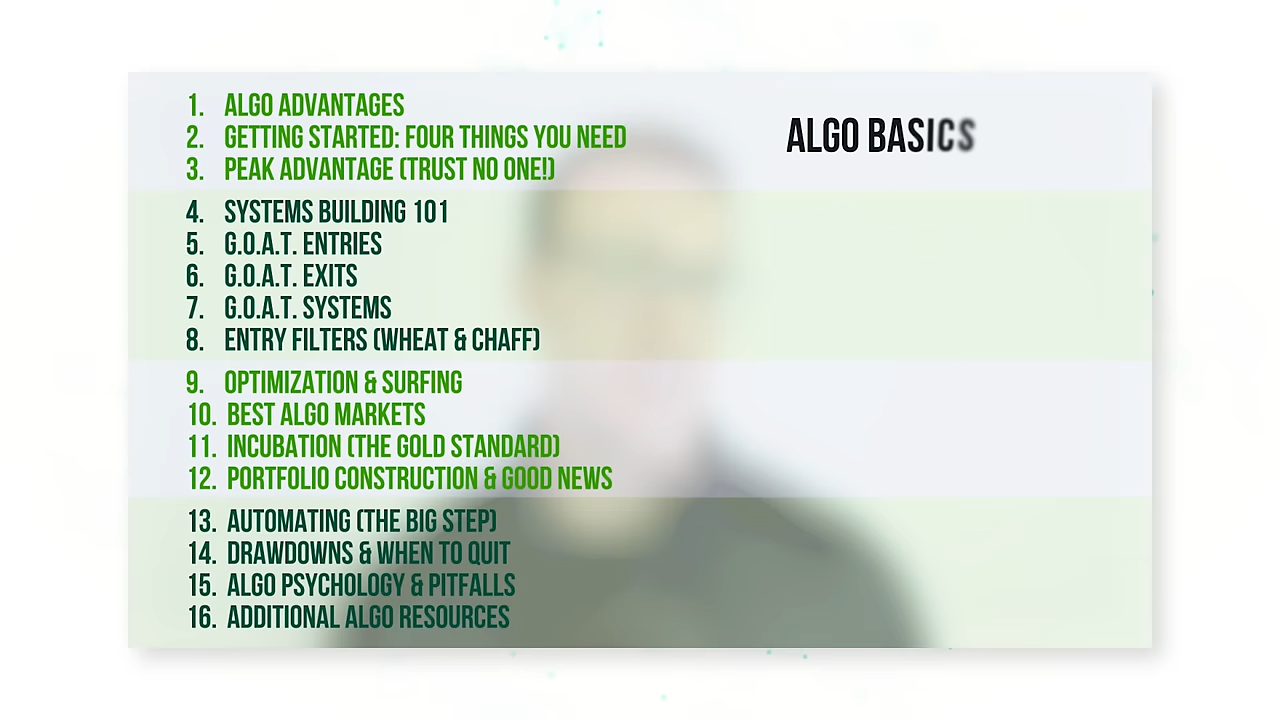 1. ALGO ADVANTAGES
2. GETTING STARTED: FOUR THINGS YOU NEED
3. PEAK ADVANTAGE (TRUST NO ONE!)
ALGO BASICS
4. SYSTEMS BUILDING 101
5. G.O.A.T. ENTRIES
6. G.O.A.T. EXITS
7. G.O.A.T. SYSTEMS
8. ENTRY FILTERS (WHEAT & CHAFF)
9. OPTIMIZATION & SURFING
10. BEST ALGO MARKETS
11. INCUBATION (THE GOLD STANDARD)
12. PORTFOLIO CONSTRUCTION & GOOD NEWS
13. AUTOMATING (THE BIG STEP)
14. DRAWDOWNS & WHEN TO QUIT
15. ALGO PSYCHOLOGY & PITFALLS
16. ADDITIONAL ALGO RESOURCES